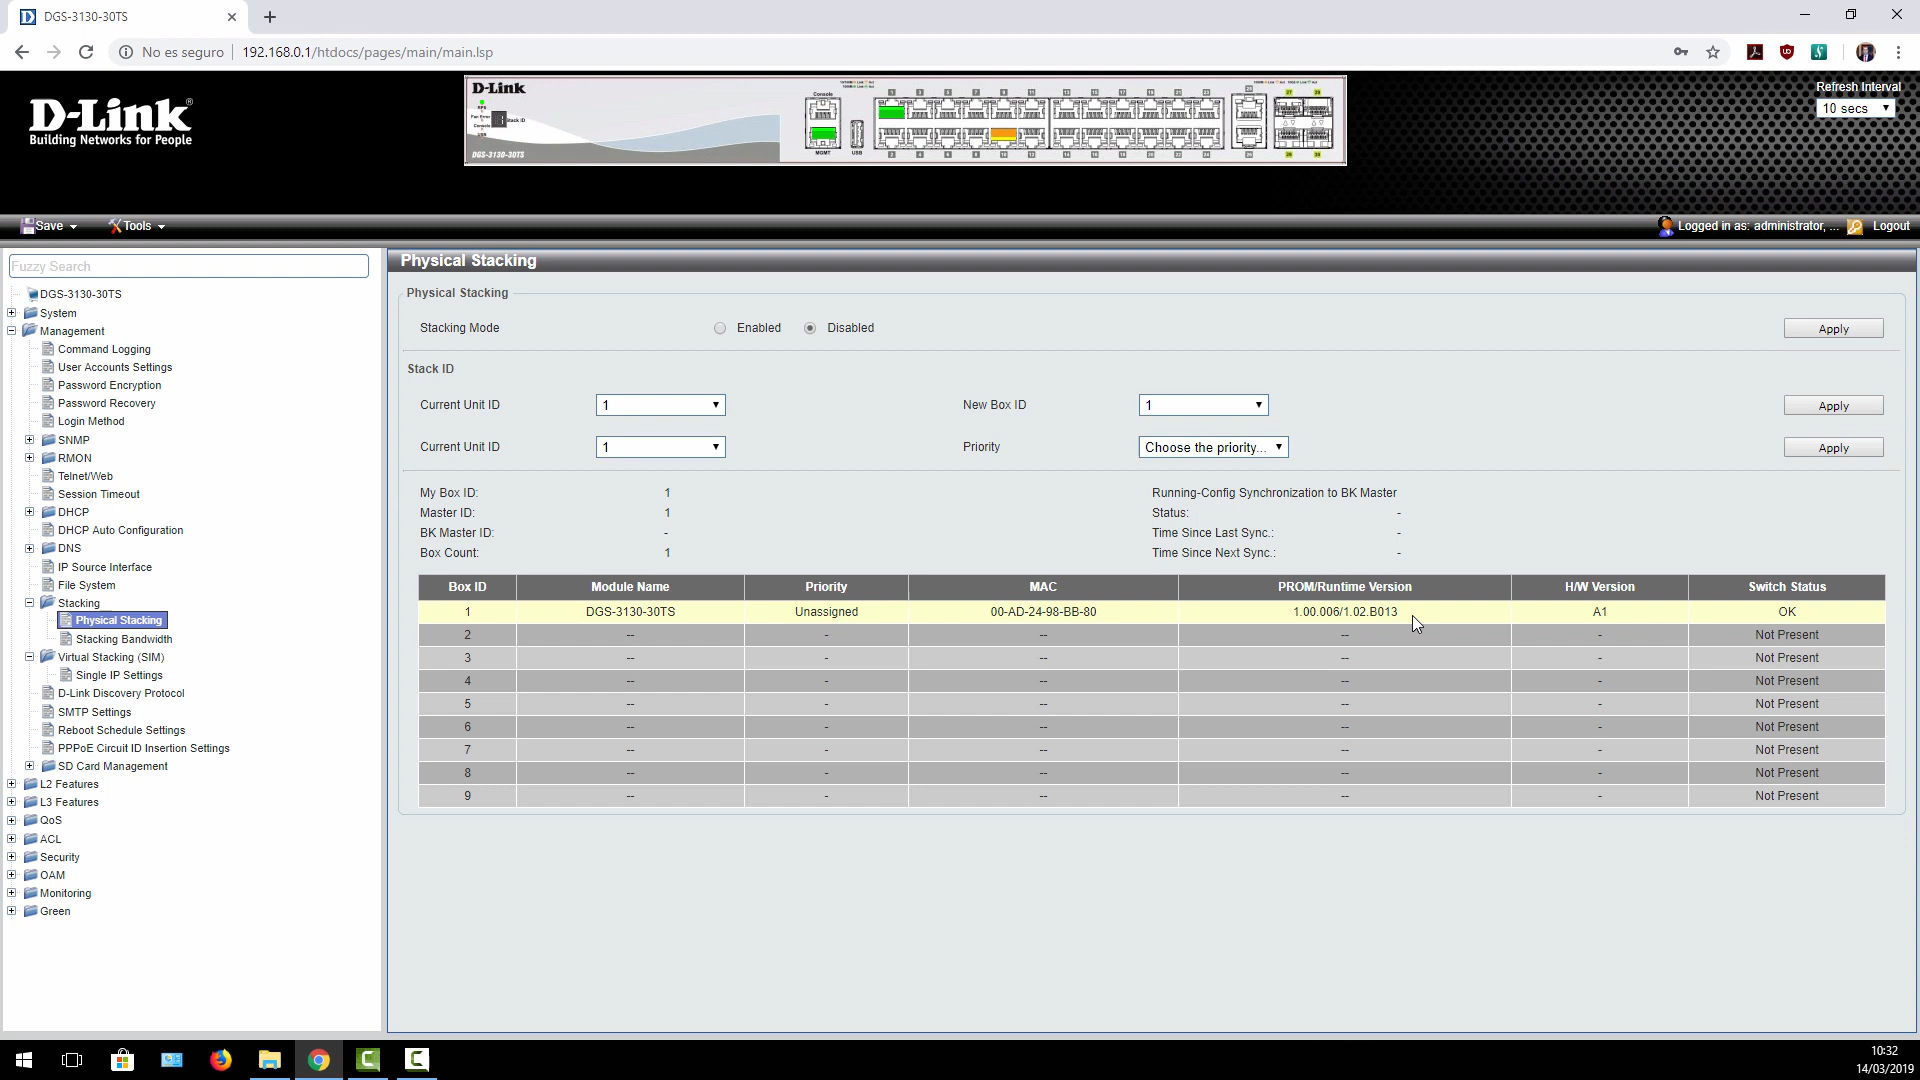 DGS-3130-30TS
No es seguro
192.168.0.1/htdocs/pages/main/main.lsp
D-Link
Building Networks for People
D-Link
Console
MGMT
USB
Stack ID
DGS-3130-30TS
Refresh Interval
10 secs
Save
Tools
Logged in as: administrator, ...
Logout
Fuzzy Search
DGS-3130-30TS
System
Management
Command Logging
User Accounts Settings
Password Encryption
Password Recovery
Login Method
SNMP
RMON
Telnet/Web
Session Timeout
DHCP
DHCP Auto Configuration
DNS
IP Source Interface
File System
Stacking
Physical Stacking
Stacking Bandwidth
Virtual Stacking (SIM)
Single IP Settings
D-Link Discovery Protocol
SMTP Settings
Reboot Schedule Settings
PPPoE Circuit ID Insertion Settings
SD Card Management
L2 Features
L3 Features
QoS
ACL
Security
OAM
Monitoring
Green
Physical Stacking
Physical Stacking
Stacking Mode Enabled Disabled Apply
Stack ID
Current Unit ID 1 New Box ID 1 Apply
Current Unit ID 1 Priority Choose the priority... Apply
My Box ID: 1 Running-Config Synchronization to BK Master
Master ID: 1 Status: -
BK Master ID: - Time Since Last Sync.: -
Box Count: 1 Time Since Next Sync.: -
Box ID Module Name Priority MAC PROM/Runtime Version H/W Version Switch Status
1 DGS-3130-30TS Unassigned 00-AD-24-98-BB-80 1.00.006/1.02.B013 A1 OK
2 -- - -- -- - Not Present
3 -- - -- -- - Not Present
4 -- - -- -- - Not Present
5 -- - -- -- - Not Present
6 -- - -- -- - Not Present
7 -- - -- -- - Not Present
8 -- - -- -- - Not Present
9 -- - -- -- - Not Present
10:32
14/03/2019